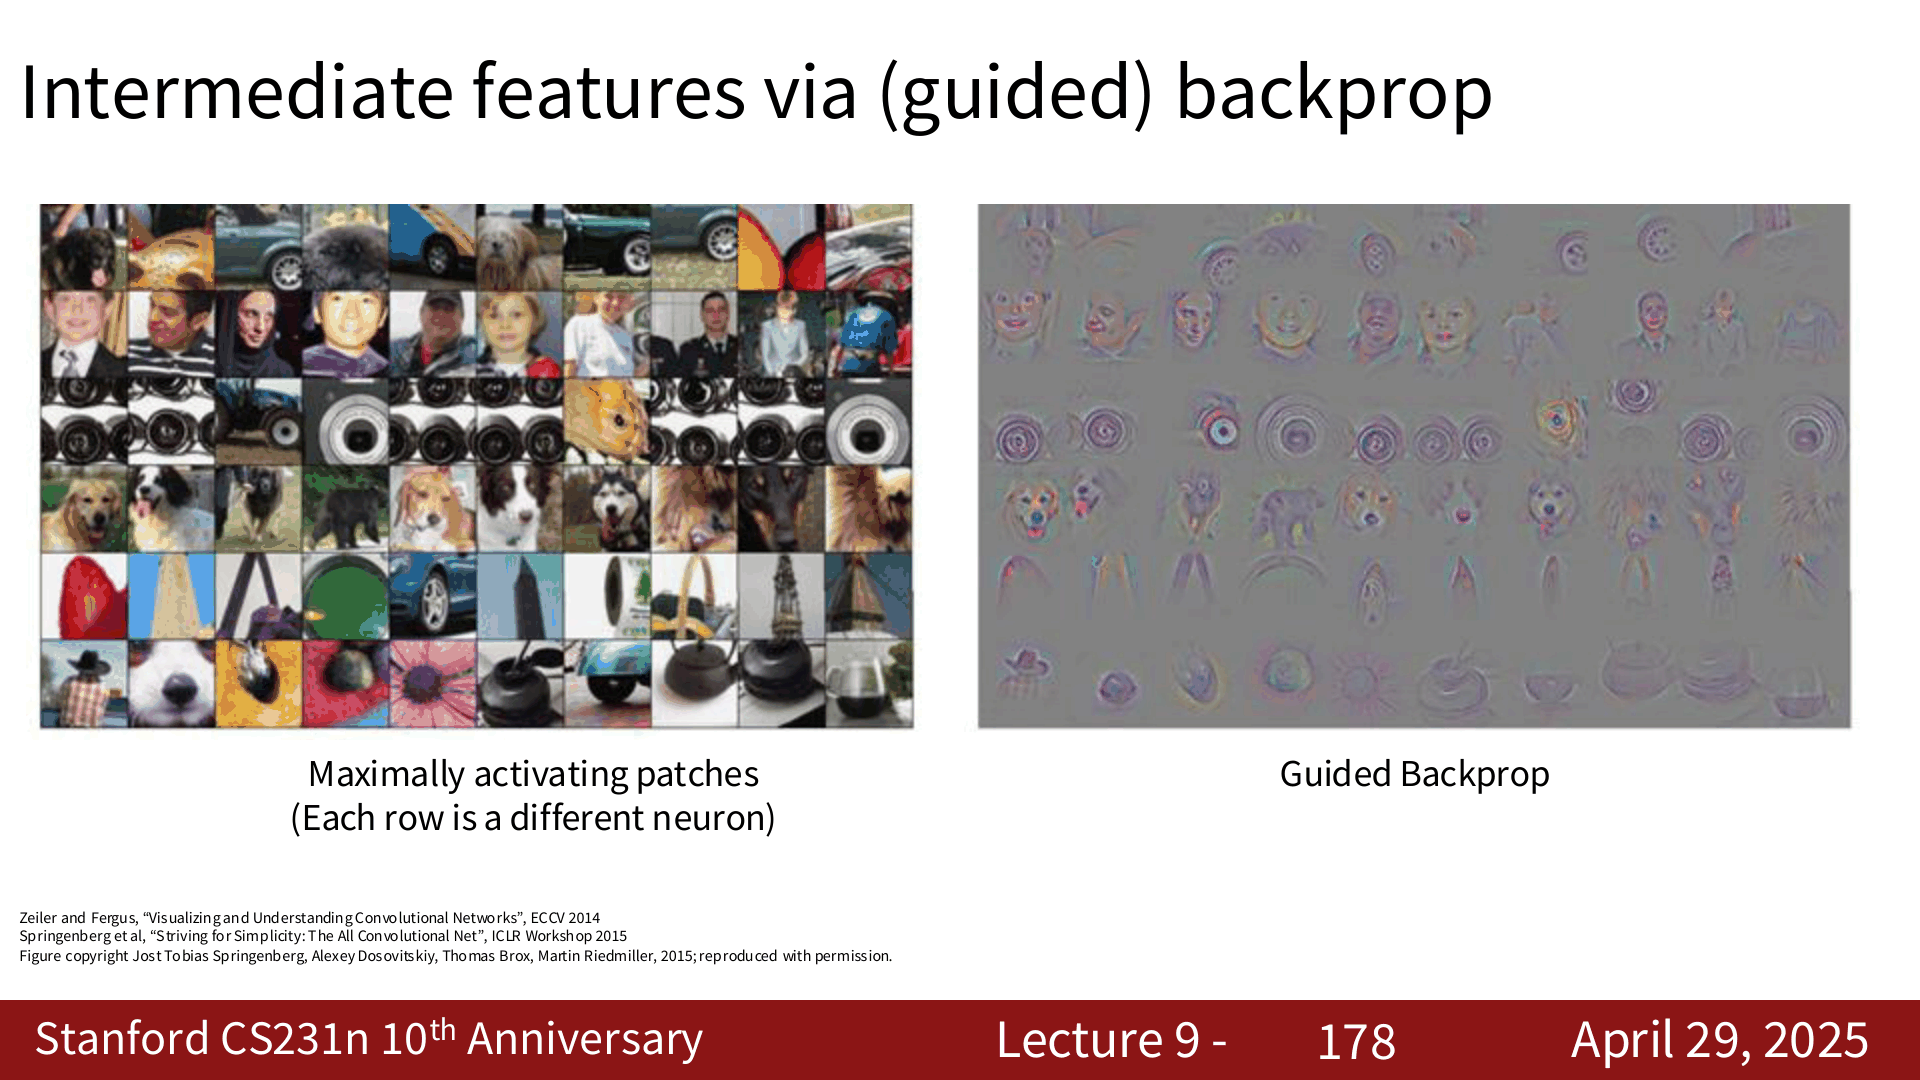 Intermediate features via (guided) backprop
Maximally activating patches
(Each row is a different neuron)
Guided Backprop
Zeiler and Fergus, “Visualizing and Understanding Convolutional Networks”, ECCV 2014
Springenberg et al, “Striving for Simplicity: The All Convolutional Net”, ICLR Workshop 2015
Figure copyright Jost Tobias Springenberg, Alexey Dosovitskiy, Thomas Brox, Martin Riedmiller, 2015; reproduced with permission.
Stanford CS231n 10th Anniversary
Lecture 9 -
178
April 29, 2025